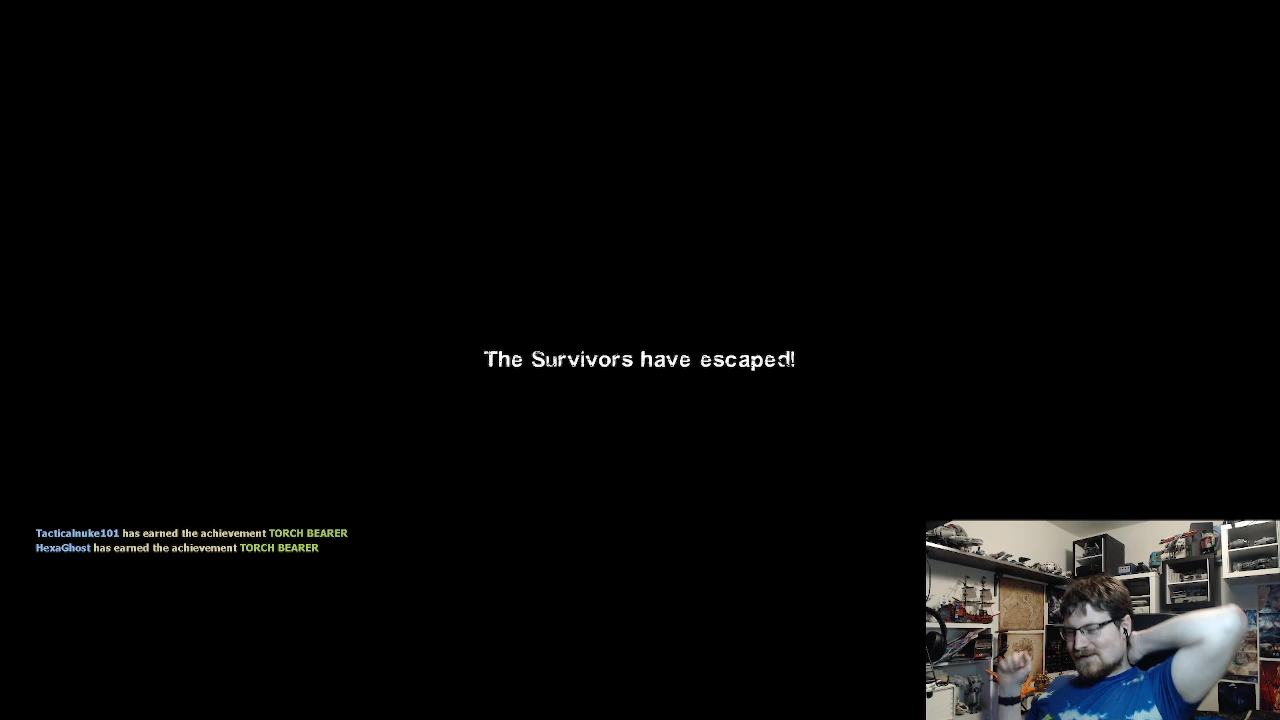 The Survivors have escaped!
Tacticalnuke101 has earned the achievement TORCH BEARER
HexaGhost has earned the achievement TORCH BEARER